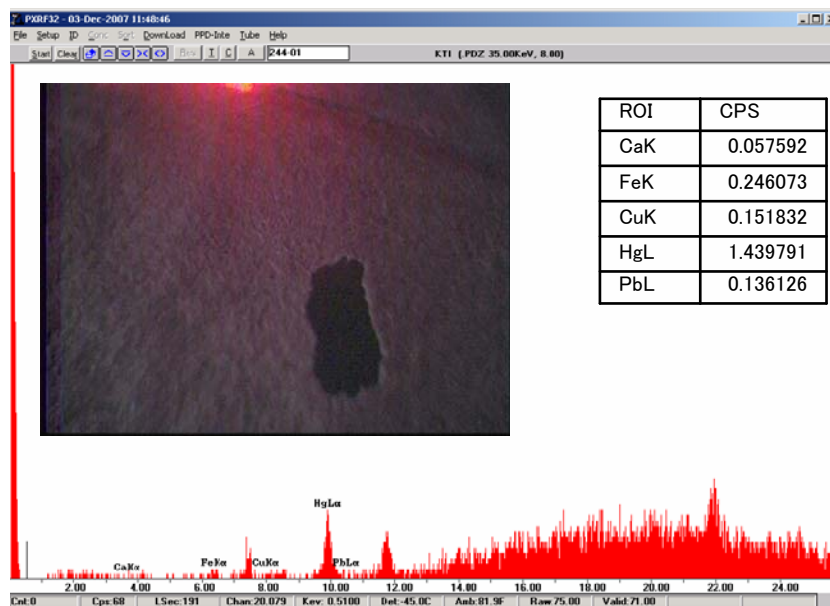 PXRF32 - 03-Dec-2007 11:48:46
File Setup ID Conc Sort DownLoad PPD-Inte Tube Help
Start Clear I C A 244-01 KTI (.PDZ 35.00KeV, 8.80)
ROI CPS
CaK 0.057592
FeK 0.246073
CuK 0.151832
HgL 1.439791
PbL 0.136126
HgLα
CaKα FeKα CuKα PbLα
2.00 4.00 6.00 8.00 10.00 12.00 14.00 16.00 18.00 20.00 22.00 24.00
Cnt:0 Cps:68 LSec:191 Chan:20.079 Kev: 0.5100 Det:-45.0C Amb:81.9F Raw:75.00 Valid:71.00